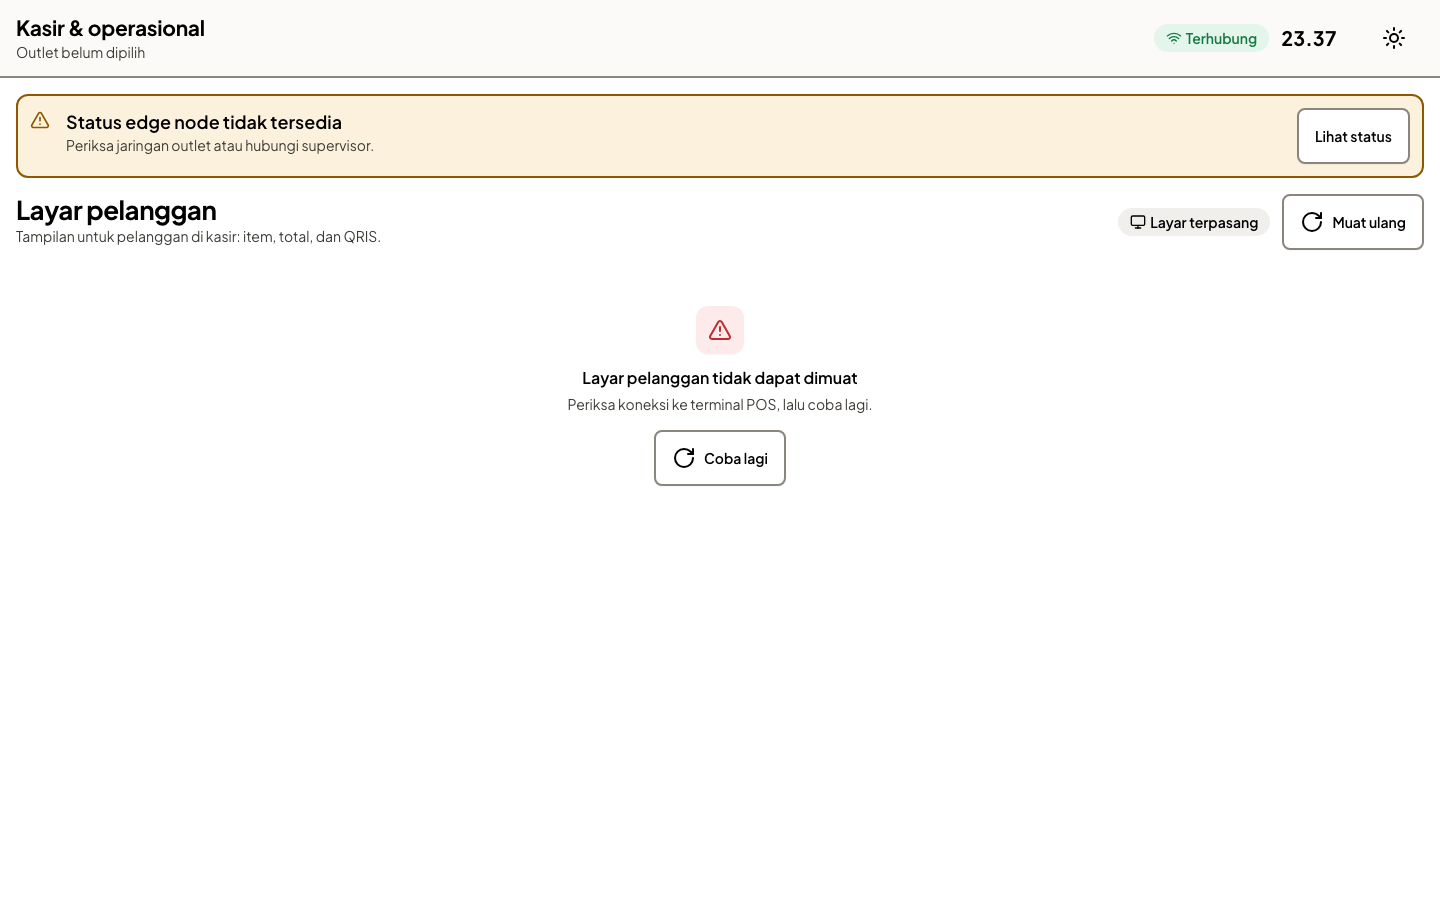 Kasir & operasional
Outlet belum dipilih
Terhubung
23.37
Status edge node tidak tersedia
Periksa jaringan outlet atau hubungi supervisor.
Lihat status
Layar pelanggan
Tampilan untuk pelanggan di kasir: item, total, dan QRIS.
Layar terpasang
Muat ulang
Layar pelanggan tidak dapat dimuat
Periksa koneksi ke terminal POS, lalu coba lagi.
Coba lagi